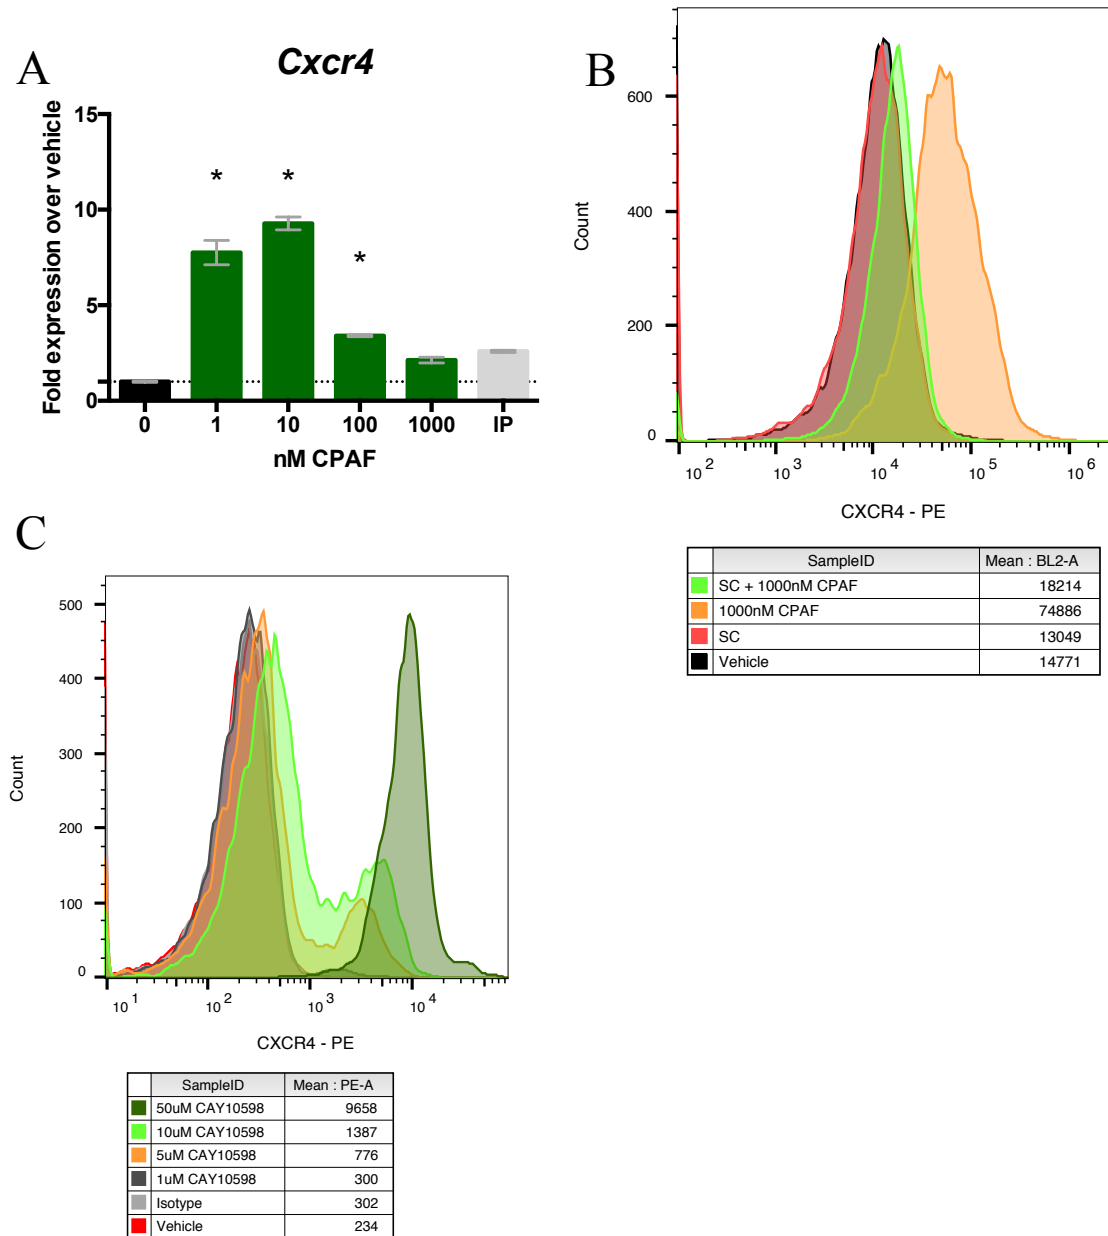 A
Cxcr4
Fold expression over vehicle
15
10
5
0
* * *
0 1 10 100 1000 IP
nM CPAF
B
Count
600
400
200
0
10 2 10 3 10 4 10 5 10 6
CXCR4 - PE
SampleID Mean : BL2-A
SC + 1000nM CPAF 18214
1000nM CPAF 74886
SC 13049
Vehicle 14771
C
Count
500
400
300
200
100
0
10 1 10 2 10 3 10 4
CXCR4 - PE
SampleID Mean : PE-A
50uM CAY10598 9658
10uM CAY10598 1387
5uM CAY10598 776
1uM CAY10598 300
Isotype 302
Vehicle 234